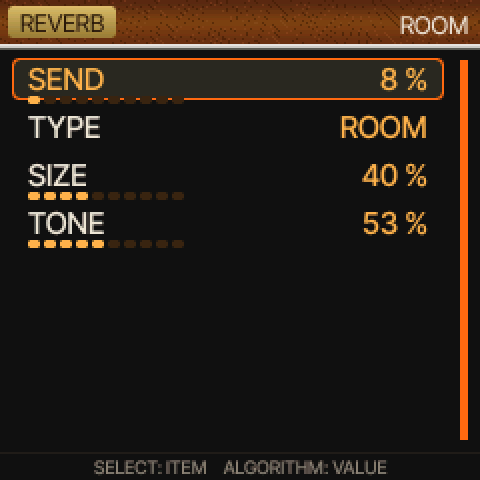 REVERB ROOM
SEND 8 %
TYPE ROOM
SIZE 40 %
TONE 53 %
SELECT: ITEM ALGORITHM: VALUE